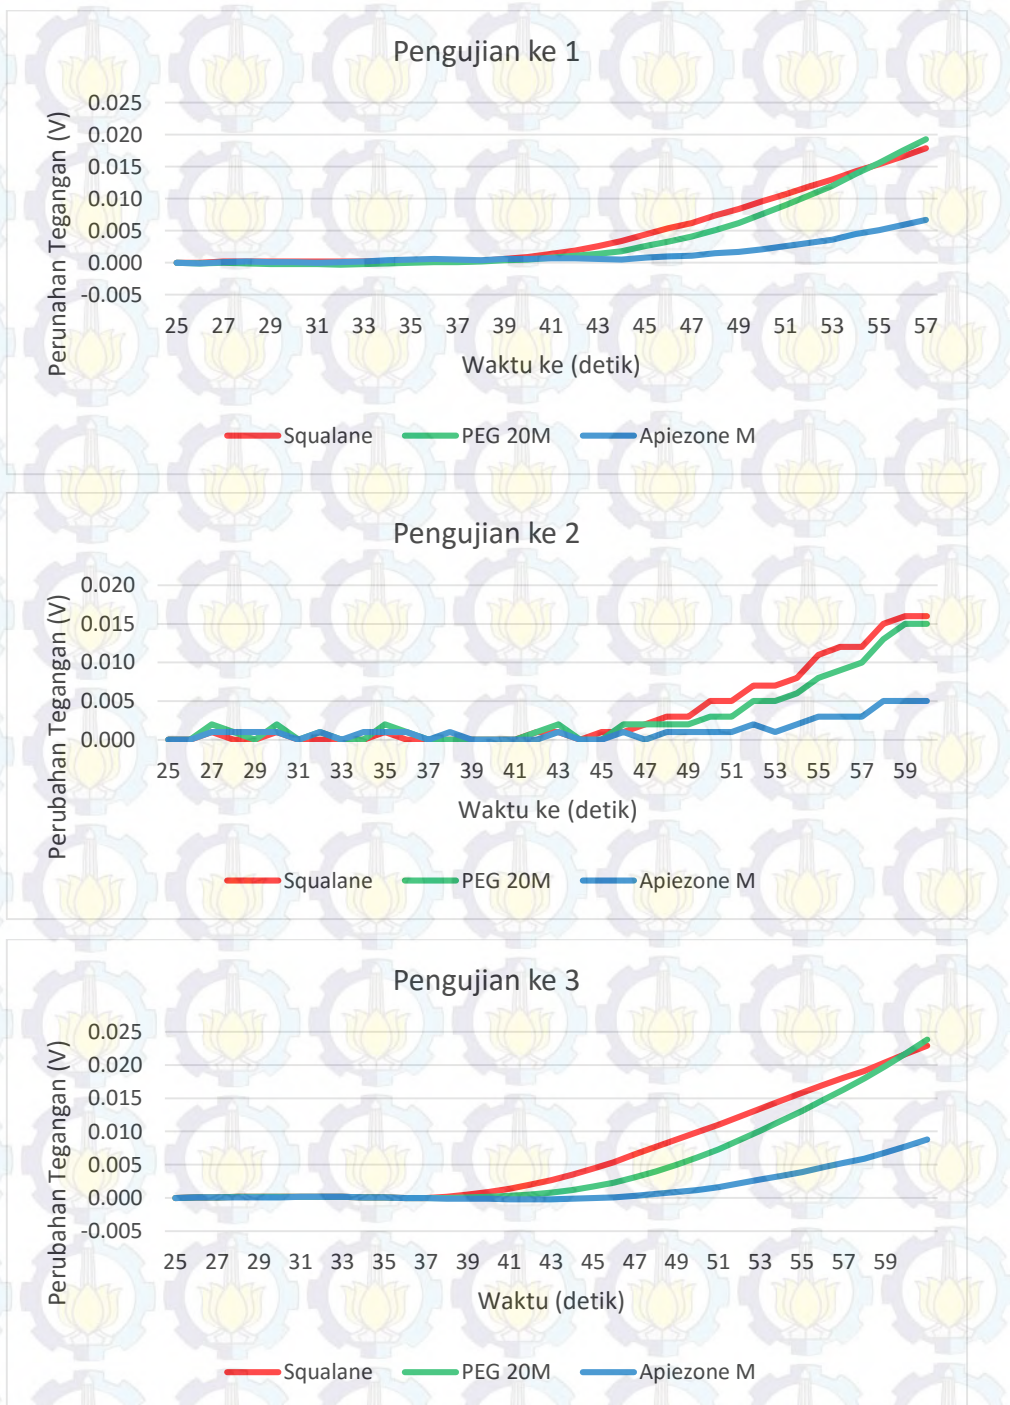 Pengujian ke 1
Perunahan Tegangan (V)
0.025
0.020
0.015
0.010
0.005
0.000
-0.005
25 27 29 31 33 35 37 39 41 43 45 47 49 51 53 55 57
Waktu ke (detik)
Squalane PEG 20M Apiezone M
Pengujian ke 2
Perubahan Tegangan (V)
0.020
0.015
0.010
0.005
0.000
25 27 29 31 33 35 37 39 41 43 45 47 49 51 53 55 57 59
Waktu ke (detik)
Squalane PEG 20M Apiezone M
Pengujian ke 3
Perubahan Tegangan (V)
0.025
0.020
0.015
0.010
0.005
0.000
-0.005
25 27 29 31 33 35 37 39 41 43 45 47 49 51 53 55 57 59
Waktu (detik)
Squalane PEG 20M Apiezone M